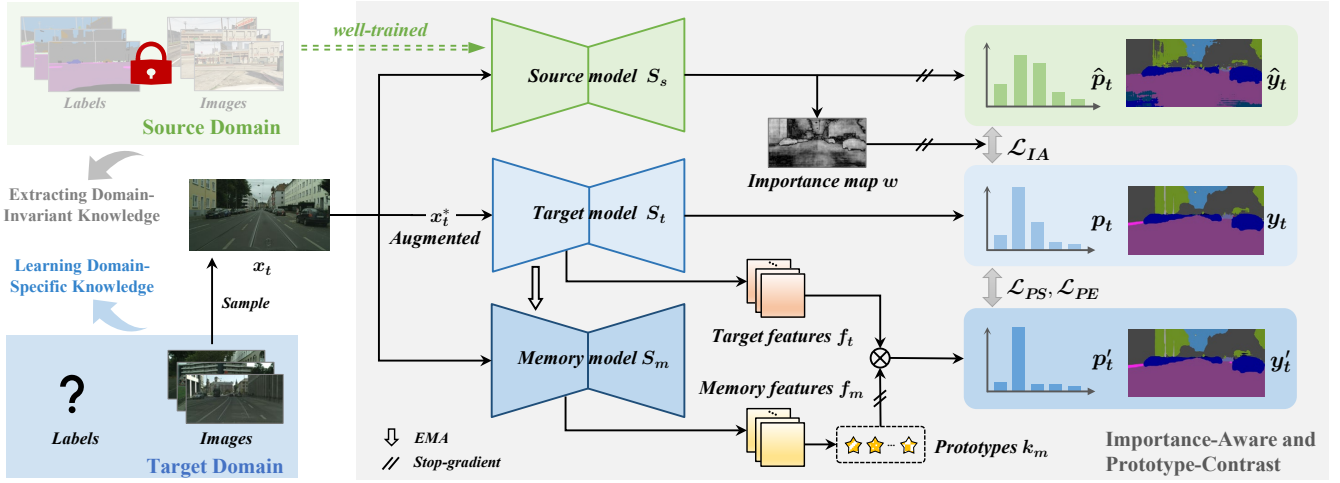 Labels
Images
Source Domain
well-trained
Source model S_s
p̂_t
ŷ_t
Importance map w
ℒ_IA
Extracting Domain-
Invariant Knowledge
Learning Domain-
Specific Knowledge
x_t
Sample
x_t^*
Augmented
Target model S_t
p_t
y_t
Target features f_t
ℒ_PS, ℒ_PE
Memory model S_m
p'_t
y'_t
Memory features f_m
?
Labels
Images
Target Domain
EMA
Stop-gradient
...
Prototypes k_m
Importance-Aware and
Prototype-Contrast